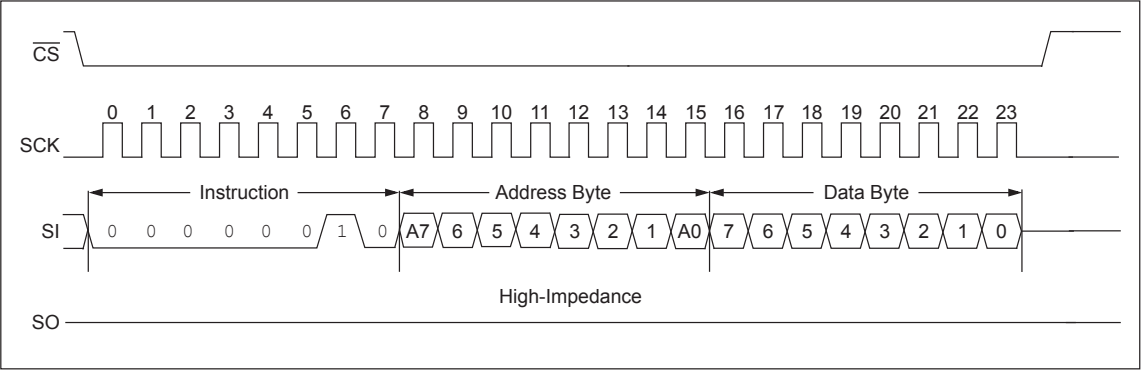 CS
0 1 2 3 4 5 6 7 8 9 10 11 12 13 14 15 16 17 18 19 20 21 22 23
SCK
Instruction Address Byte Data Byte
SI 0 0 0 0 0 0 1 0 A7 6 5 4 3 2 1 A0 7 6 5 4 3 2 1 0
High-Impedance
SO